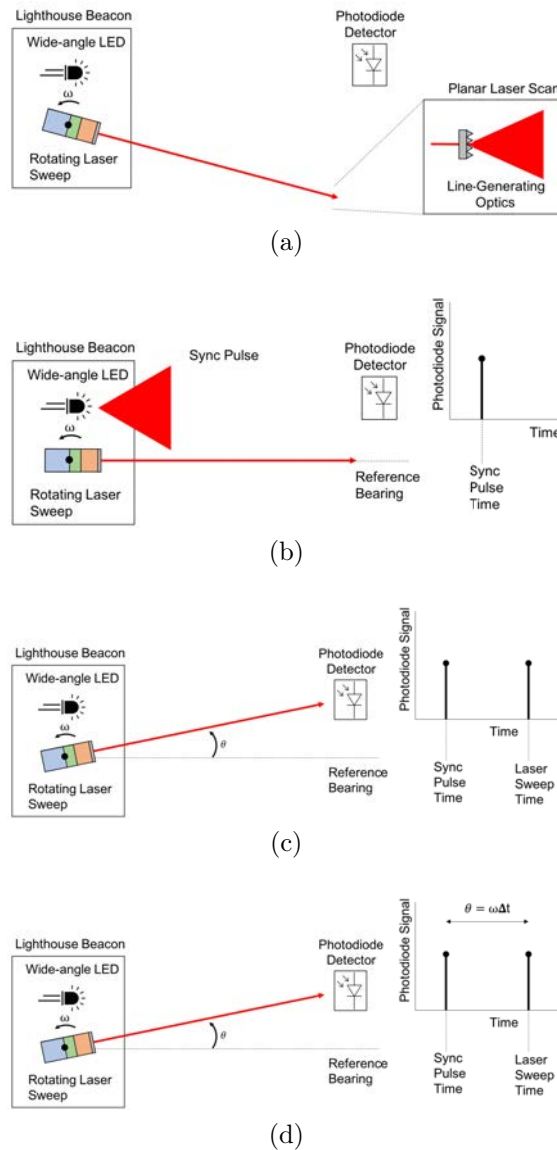 Lighthouse Beacon
Wide-angle LED
ω
Rotating Laser
Sweep
Photodiode
Detector
Planar Laser Scan
Line-Generating
Optics
(a)
Lighthouse Beacon
Wide-angle LED
ω
Rotating Laser
Sweep
Sync Pulse
Photodiode
Detector
Reference
Bearing
Photodiode Signal
Time
Sync
Pulse
Time
(b)
Lighthouse Beacon
Wide-angle LED
ω
Rotating Laser
Sweep
θ
Photodiode
Detector
Reference
Bearing
Photodiode Signal
Time
Sync
Pulse
Time
Laser
Sweep
Time
(c)
Lighthouse Beacon
Wide-angle LED
ω
Rotating Laser
Sweep
θ
Photodiode
Detector
Reference
Bearing
Photodiode Signal
θ = ωΔt
Time
Sync
Pulse
Time
Laser
Sweep
Time
(d)